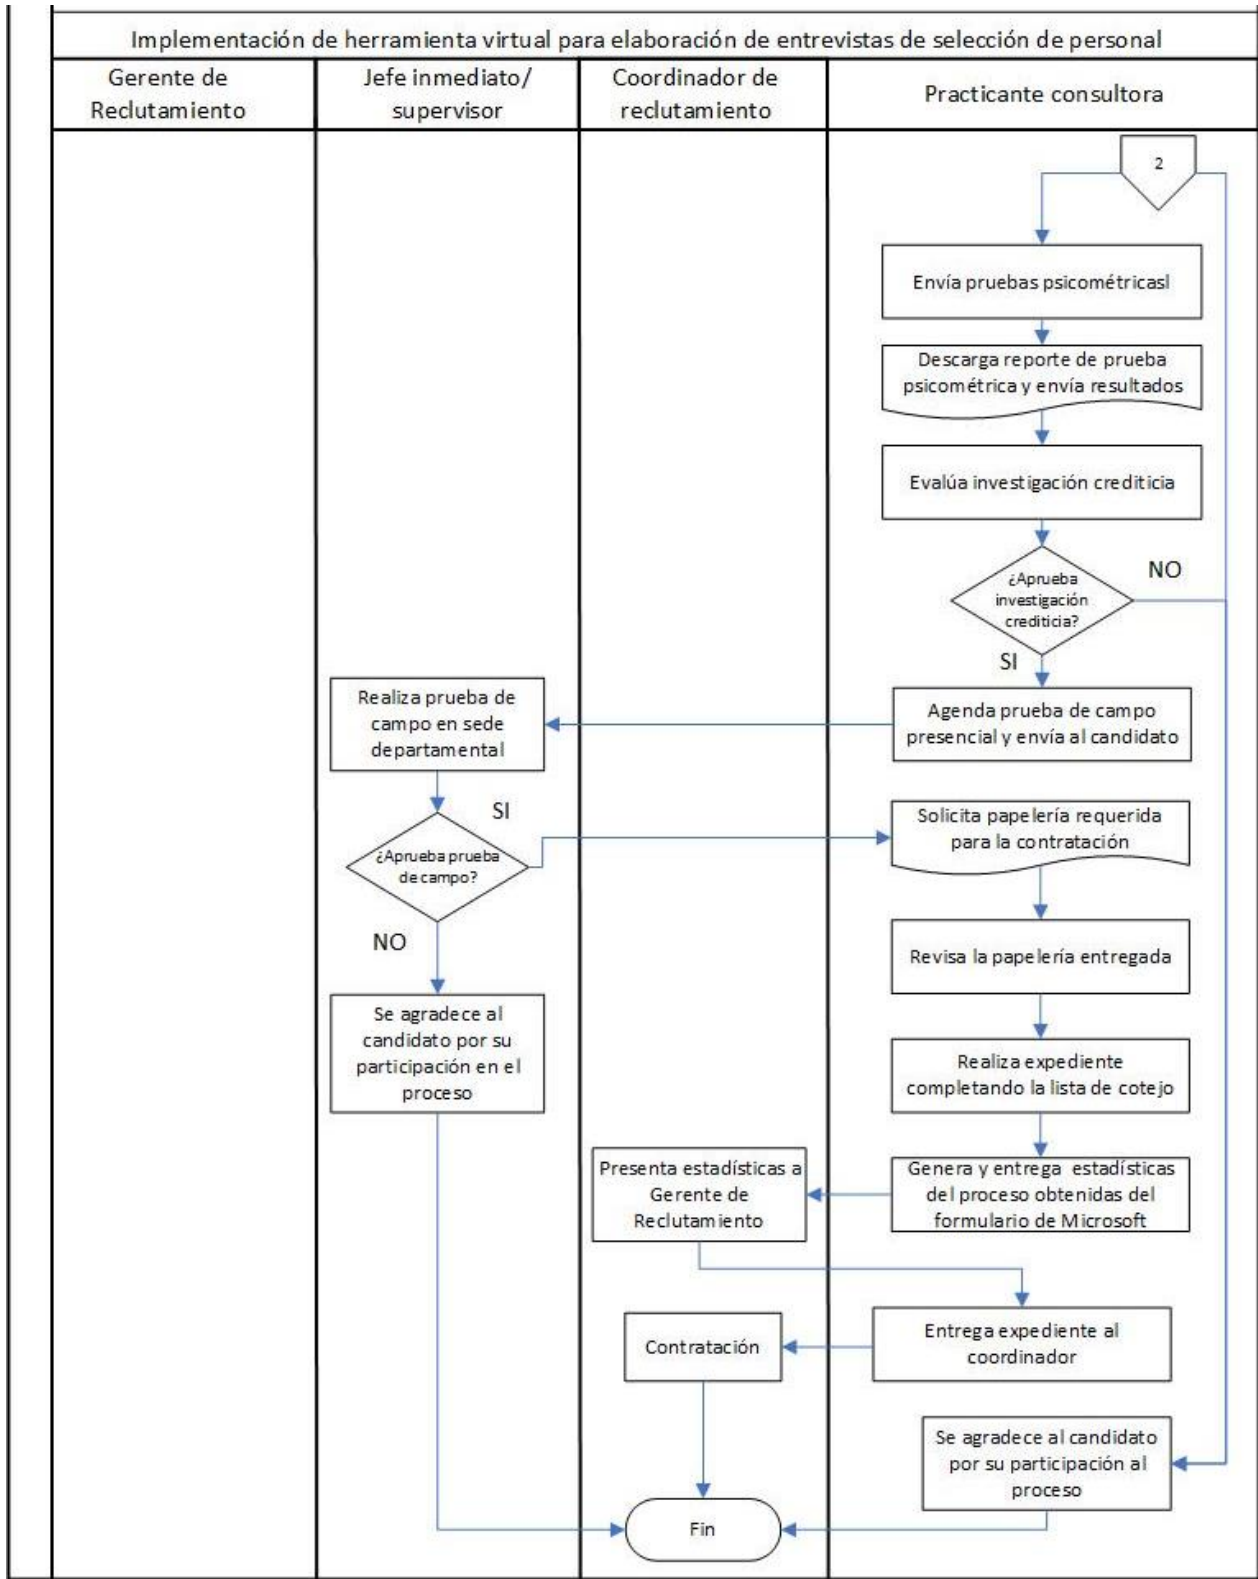 Implementación de herramienta virtual para elaboración de entrevistas de selección de personal
Gerente de
Reclutamiento
Jefe inmediato/
supervisor
Coordinador de
reclutamiento
Practicante consultora
2
Envía pruebas psicométricasl
Descarga reporte de prueba
psicométrica y envía resultados
Evalúa investigación crediticia
¿Aprueba
investigación
crediticia?
NO
SI
Realiza prueba de
campo en sede
departamental
Agenda prueba de campo
presencial y envía al candidato
SI
¿Aprueba prueba
de campo?
Solicita papelería requerida
para la contratación
NO
Revisa la papelería entregada
Se agradece al
candidato por su
participación en el
proceso
Realiza expediente
completando la lista de cotejo
Presenta estadísticas a
Gerente de
Reclutamiento
Genera y entrega estadísticas
del proceso obtenidas del
formulario de Microsoft
Contratación
Entrega expediente al
coordinador
Se agradece al candidato
por su participación al
proceso
Fin